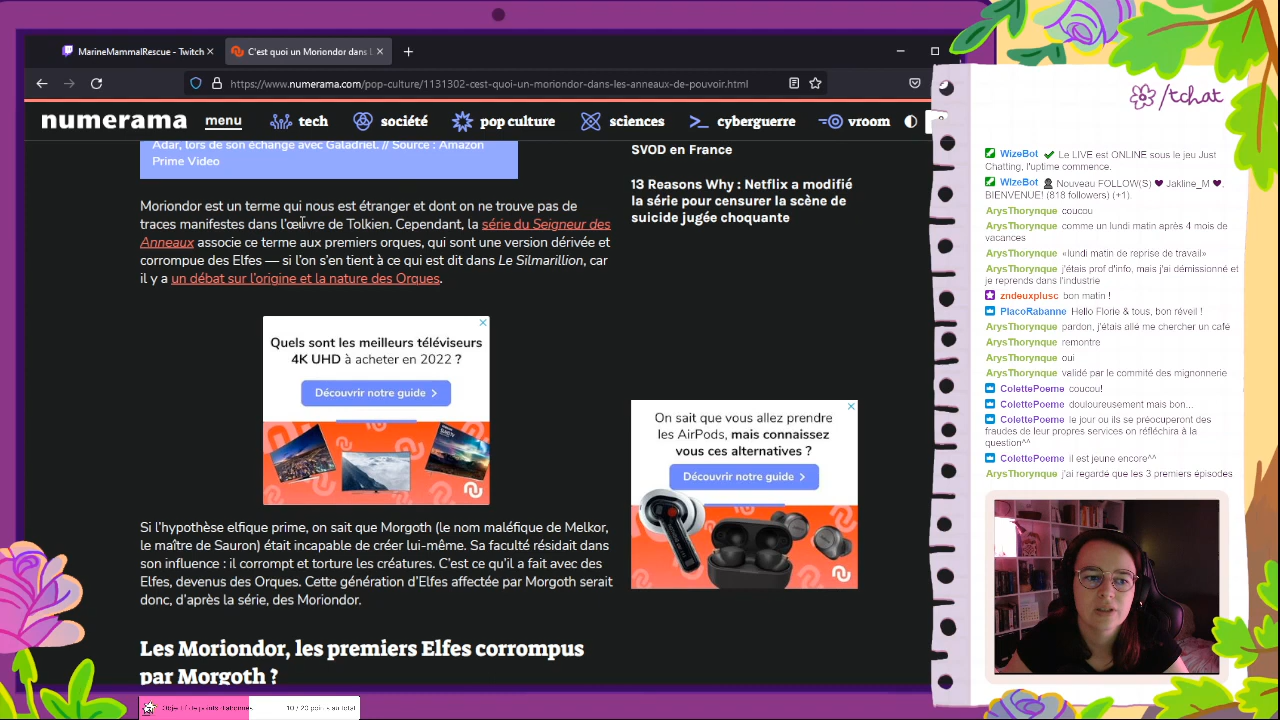 MarineMammalRescue - Twitch
C'est quoi un Moriondor dans l
https://www.numerama.com/pop-culture/1131302-cest-quoi-un-moriondor-dans-les-anneaux-de-pouvoir.html
numerama menu tech société pop culture sciences cyberguerre vroom
Adar, lors de son échange avec Galadriel. // Source : Amazon
Prime Video
Moriondor est un terme qui nous est étranger et dont on ne trouve pas de
traces manifestes dans l'œuvre de Tolkien. Cependant, la série du Seigneur des
Anneaux associe ce terme aux premiers orques, qui sont une version dérivée et
corrompue des Elfes — si l'on s'en tient à ce qui est dit dans Le Silmarillion, car
il y a un débat sur l'origine et la nature des Orques.
Quels sont les meilleurs téléviseurs
4K UHD à acheter en 2022 ?
Découvrir notre guide >
Si l'hypothèse elfique prime, on sait que Morgoth (le nom maléfique de Melkor,
le maître de Sauron) était incapable de créer lui-même. Sa faculté résidait dans
son influence : il corrompt et torture les créatures. C'est ce qu'il a fait avec des
Elfes, devenus des Orques. Cette génération d'Elfes affectée par Morgoth serait
donc, d'après la série, des Moriondor.
Les Moriondor, les premiers Elfes corrompus
par Morgoth ?
SVOD en France
13 Reasons Why : Netflix a modifié
la série pour censurer la scène de
suicide jugée choquante
On sait que vous allez prendre
les AirPods, mais connaissez
vous ces alternatives ?
Découvrir notre guide >
/tchat
WizeBot Le LIVE est ONLINE sous le jeu Just
Chatting, l'uptime commence.
WizeBot Nouveau FOLLOW(S) ♥ Jakline_M ♥,
BIENVENUE! (818 followers) (+1).
ArysThorynque coucou
ArysThorynque comme un lundi matin après 4 mois de
vacances
ArysThorynque «lundi matin de reprise de travail»
ArysThorynque j'étais prof d'info, mais j'ai démissionné et
je reprends dans l'industrie
zndeuxplusc bon matin !
PlacoRabanne Hello Florie & tous, bon réveil !
ArysThorynque pardon, j'étais allé me chercher un café
ArysThorynque remontre
ArysThorynque oui
ArysThorynque validé par le commité des mignonnerie
ColettePoeme coucou!
ColettePoeme douloureusement mais bon...
ColettePoeme le jour ou ils se préocuperont des
fraudes de leur propres services on réfléchira à la
question^^
ColettePoeme il est jeune encore^^
ArysThorynque j'ai regardé que les 3 premiers épisodes